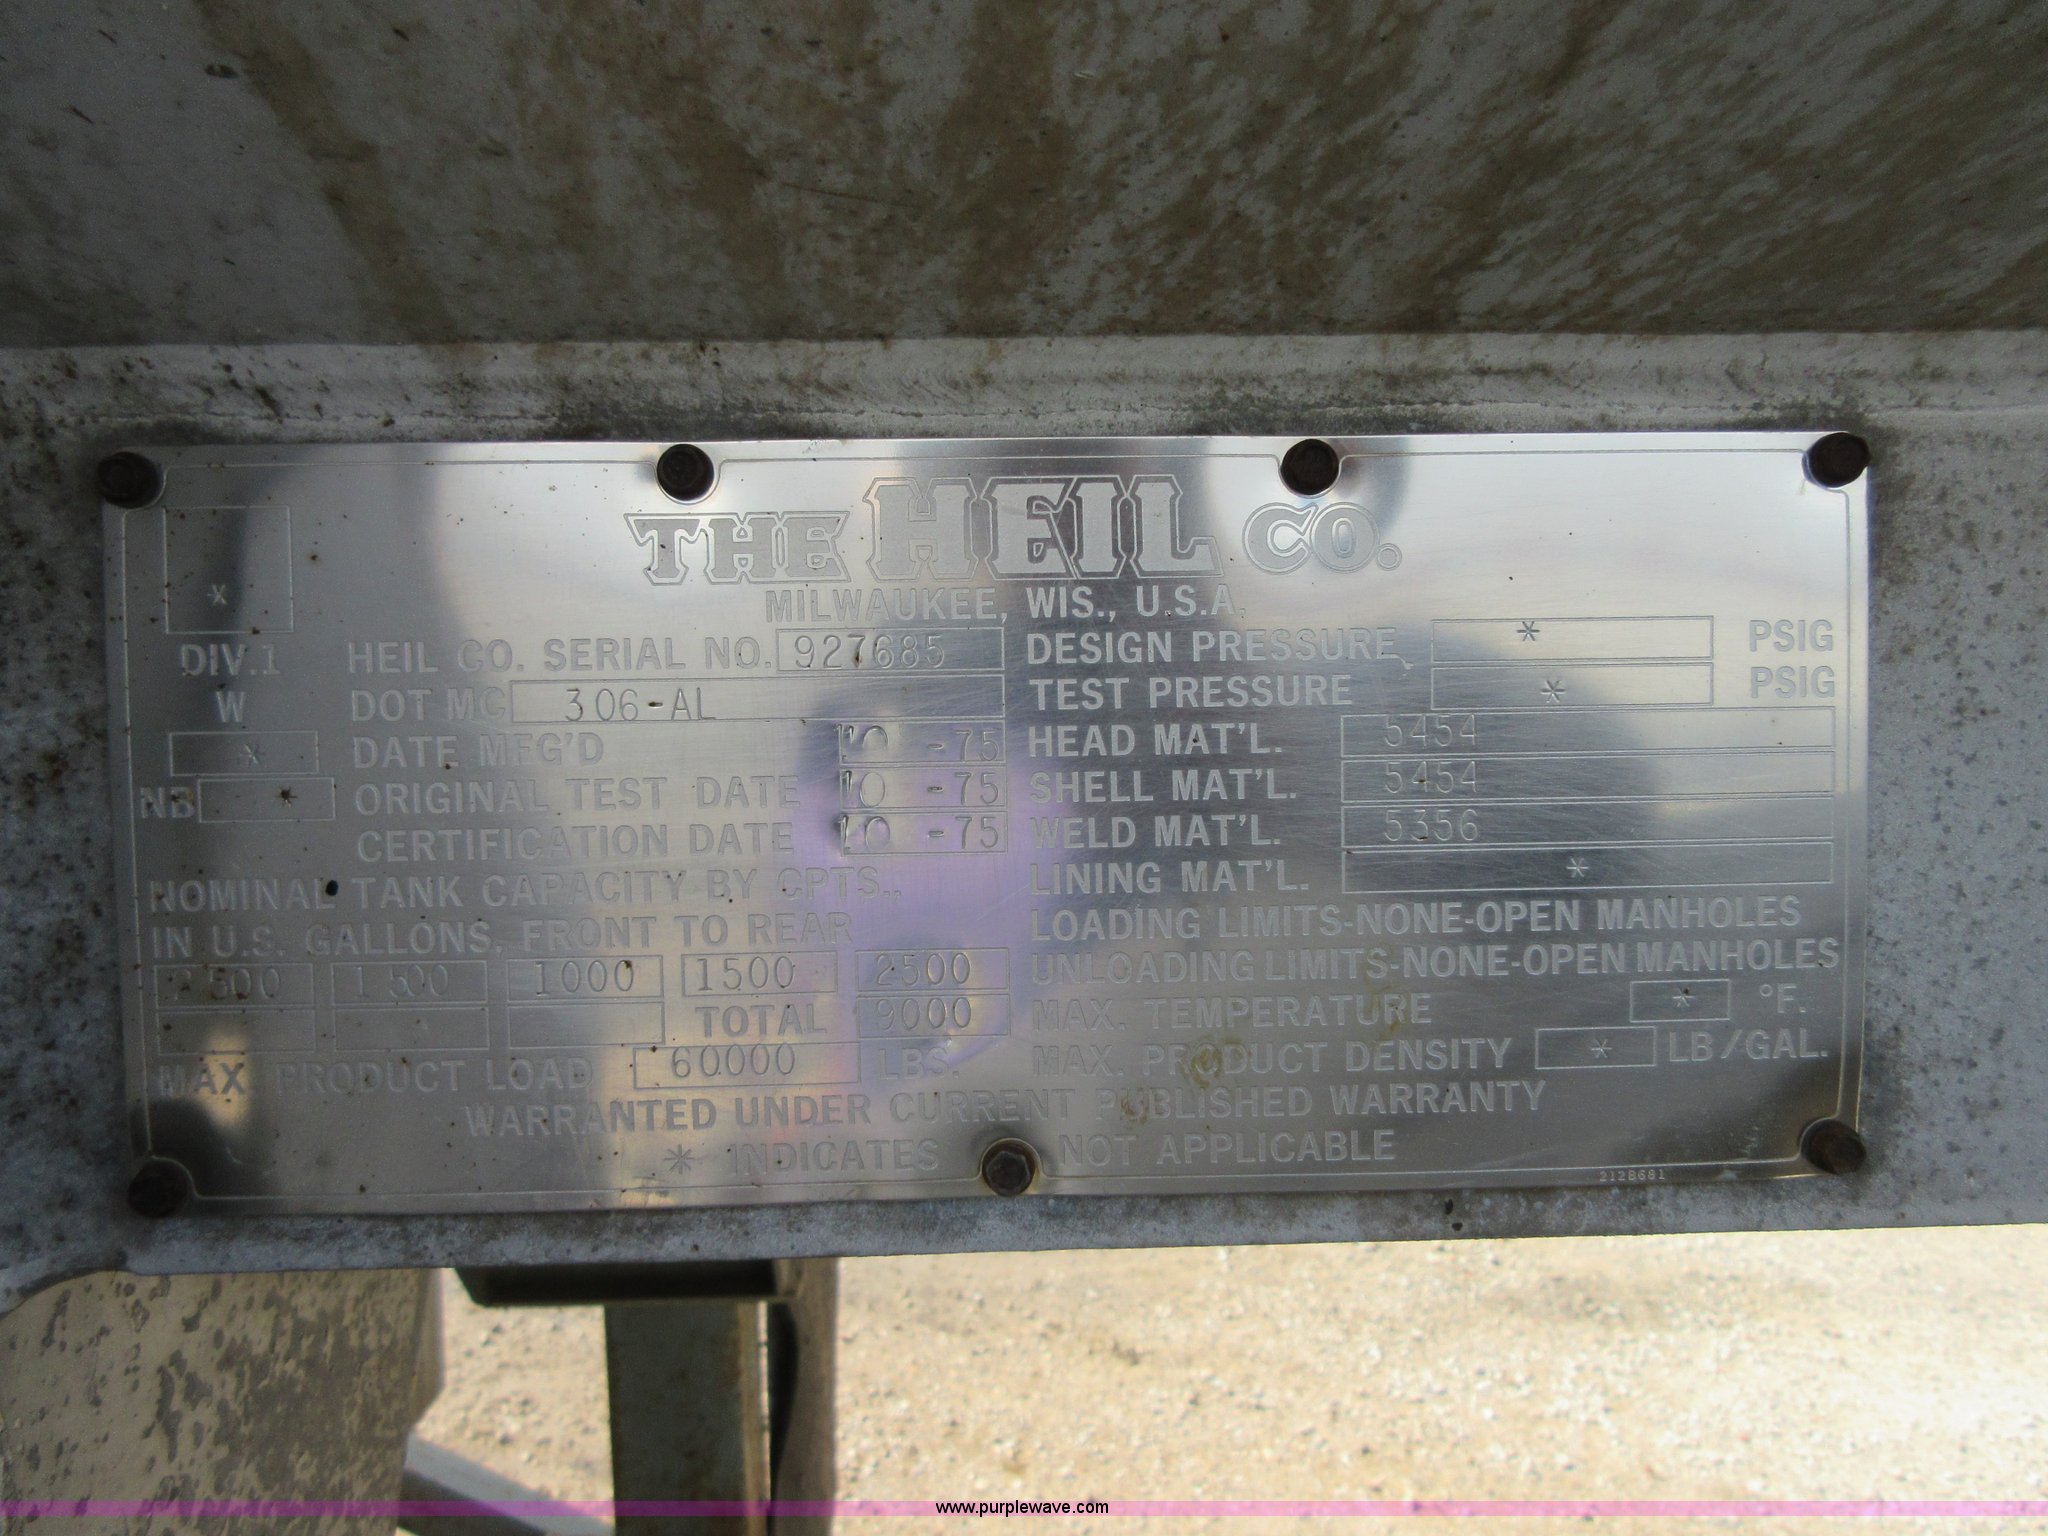 THE HEIL CO.
MILWAUKEE, WIS., U.S.A.
*
DIV.1
W
*
NB *
HEIL CO. SERIAL NO. 927685
DOT MC 306-AL
DATE MFG'D 10 -75
ORIGINAL TEST DATE 10 -75
CERTIFICATION DATE 10 -75
NOMINAL TANK CAPACITY BY CPTS.,
IN U.S. GALLONS, FRONT TO REAR
2500 1500 1000 1500 2500
TOTAL 9000
MAX. PRODUCT LOAD 60000 LBS.
DESIGN PRESSURE * PSIG
TEST PRESSURE * PSIG
HEAD MAT'L. 5454
SHELL MAT'L. 5454
WELD MAT'L. 5356
LINING MAT'L. *
LOADING LIMITS-NONE-OPEN MANHOLES
UNLOADING LIMITS-NONE-OPEN MANHOLES
MAX. TEMPERATURE * °F.
MAX. PRODUCT DENSITY * LB/GAL.
WARRANTED UNDER CURRENT PUBLISHED WARRANTY
* INDICATES NOT APPLICABLE
212B681
www.purplewave.com